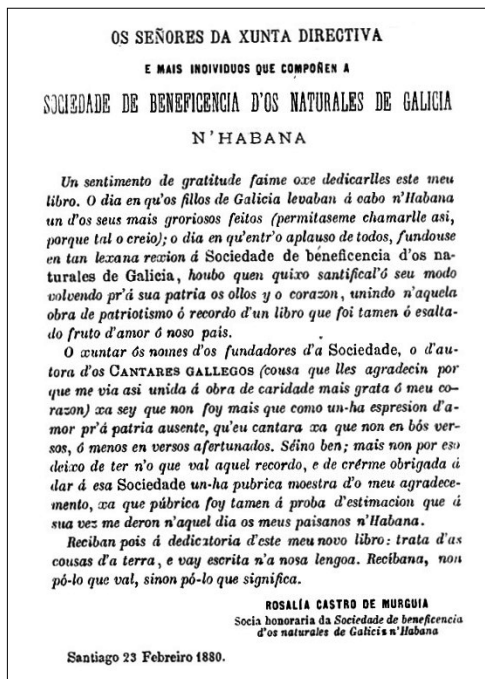 OS SEÑORES DA XUNTA DIRECTIVA
E MAIS INDIVIDUOS QUE COMPOÑEN A
SOCIEDADE DE BENEFICENCIA D'OS NATURALES DE GALICIA
N'HABANA
Un sentimento de gratitude faime oxe dedicarlles este meu
libro. O dia en qu'os fillos de Galicia levaban á cabo n'Habana
un d'os seus mais groriosos feitos (permitaseme chamarlle asi,
porque tal o creio); o dia en qu'entr'o aplauso de todos, fundouse
en tan lexana rexion á Sociedade de beneficencia d'os na-
turales de Galicia, houbo quen quixo santifical'ó seu modo
volvendo pr'á sua patria os ollos y o corazon, unindo n'aquela
obra de patriotismo ó recordo d'un libro que foi tamen ó esalta-
do fruto d'amor ó noso pais.
O xuntar ós nomes d'os fundadores d'a Sociedade, o d'au-
tora d'os CANTARES GALLEGOS (cousa que lles agradecin por
que me via asi unida á obra de caridade mais grata ó meu co-
razon) xa sey que non foy mais que como un-ha espresion d'a-
mor pr'á patria ausente, qu'eu cantara xa que non en bós ver-
sos, ó menos en versos afertunados. Séino ben; mais non por eso
deixo de ter n'o que val aquel recordo, e de crérme obrigada á
dar á esa Sociedade un-ha pubrica moestra d'o meu agradece-
mento, xa que púbrica foy tamen á proba d'estimacion que á
sua vez me deron n'aquel dia os meus paisanos n'Habana.
Reciban pois á dedicatoria d'este meu novo libro: trata d'as
cousas d'a terra, e vay escrita n'a nosa lengoa. Recibana, non
pó-lo que val, sinon pó-lo que significa.
ROSALÍA CASTRO DE MURGUIA
Socia honoraria da Sociedade de beneficencia
d'os naturales de Galicia n'Habana
Santiago 23 Febreiro 1880.